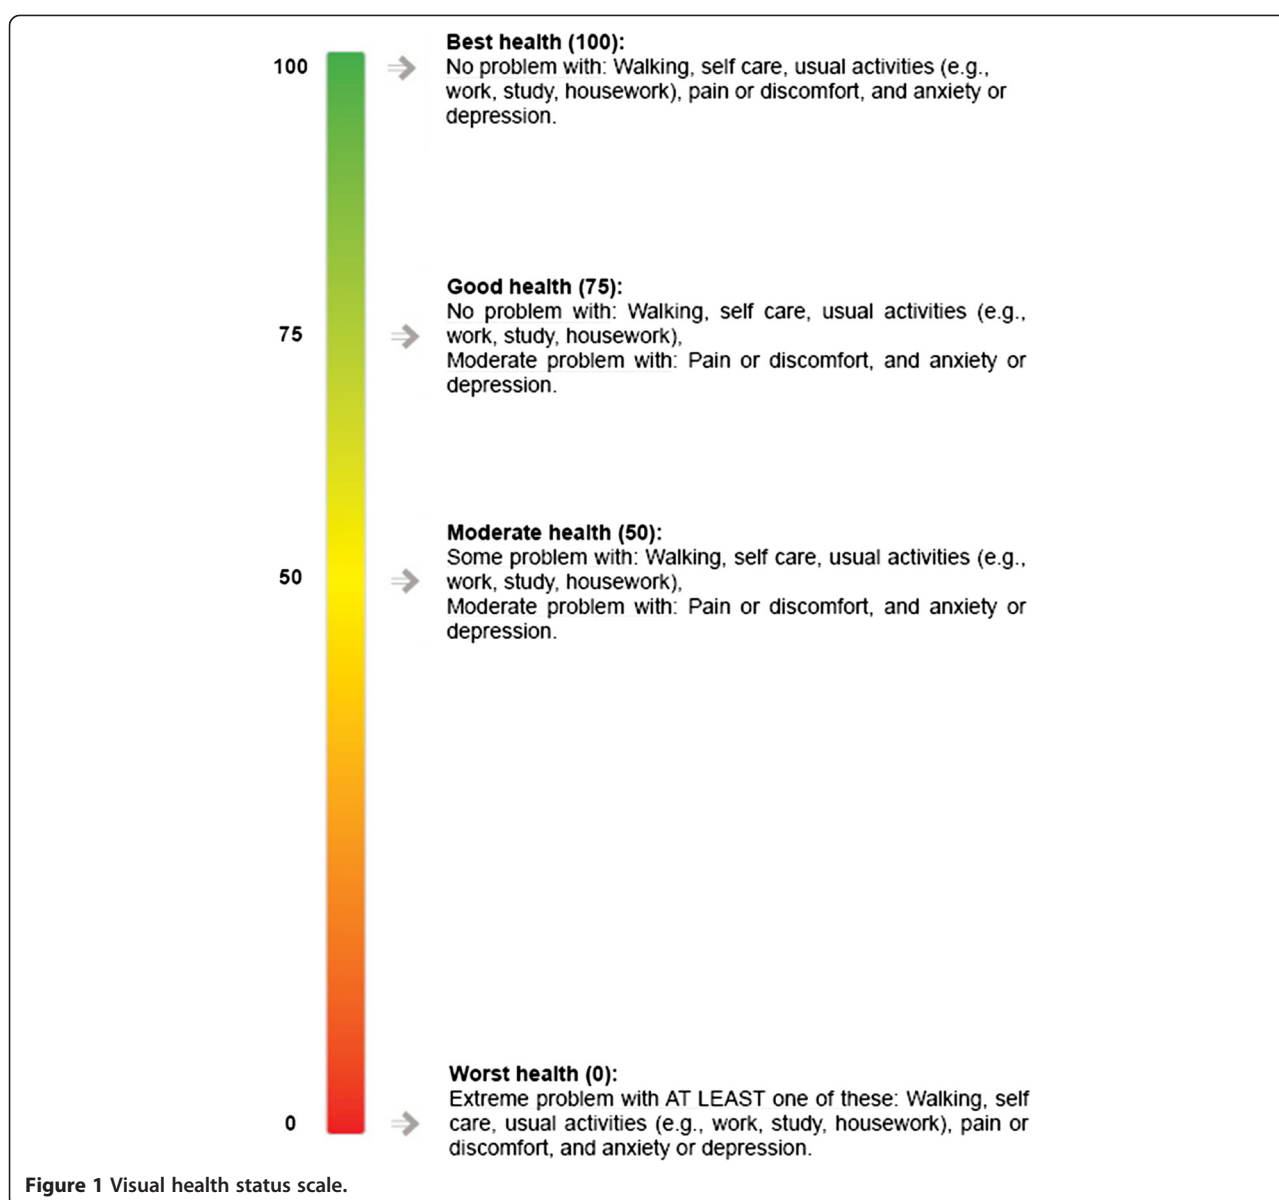 Best health (100):
100
No problem with: Walking, self care, usual activities (e.g.,
work, study, housework), pain or discomfort, and anxiety or
depression.
Good health (75):
No problem with: Walking, self care, usual activities (e.g.,
75
work, study, housework),
Moderate problem with: Pain or discomfort, and anxiety or
depression.
Moderate health (50):
Some problem with: Walking, self care, usual activities (e.g.,
50
work, study, housework),
Moderate problem with: Pain or discomfort, and anxiety or
depression.
Worst health (0):
Extreme problem with AT LEAST one of these: Walking, self
0
care, usual activities (e.g., work, study, housework), pain or
discomfort, and anxiety or depression.
Figure 1 Visual health status scale.